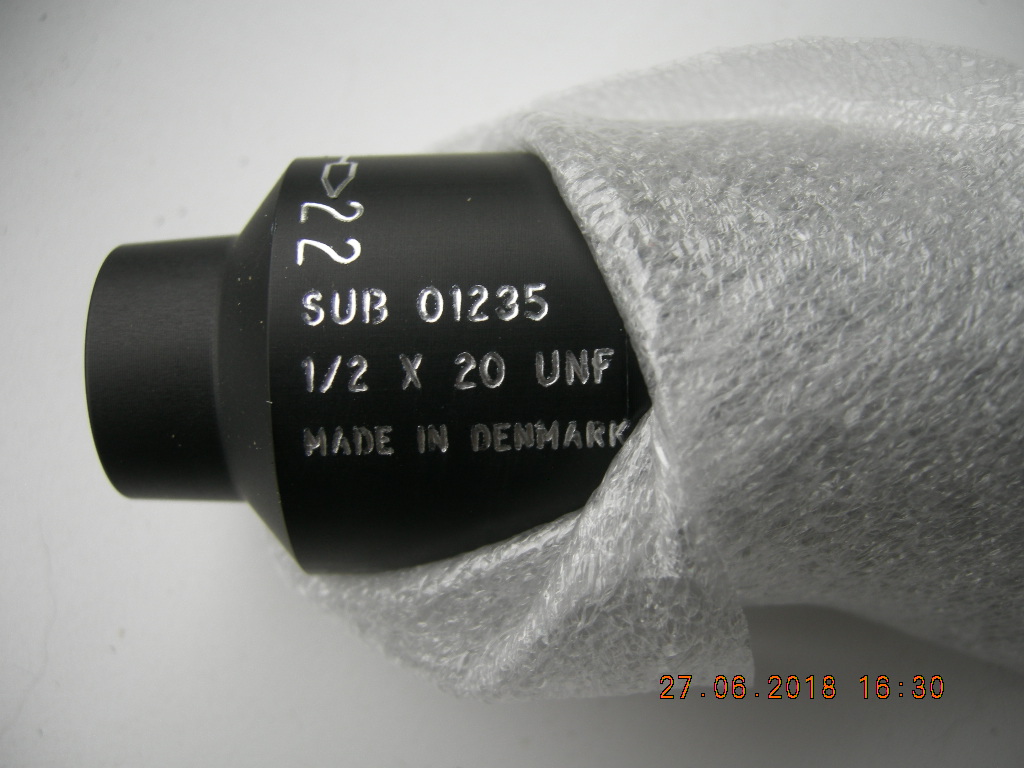 22
SUB 01235
1/2 X 20 UNF
MADE IN DENMARK
27.06.2018 16:30